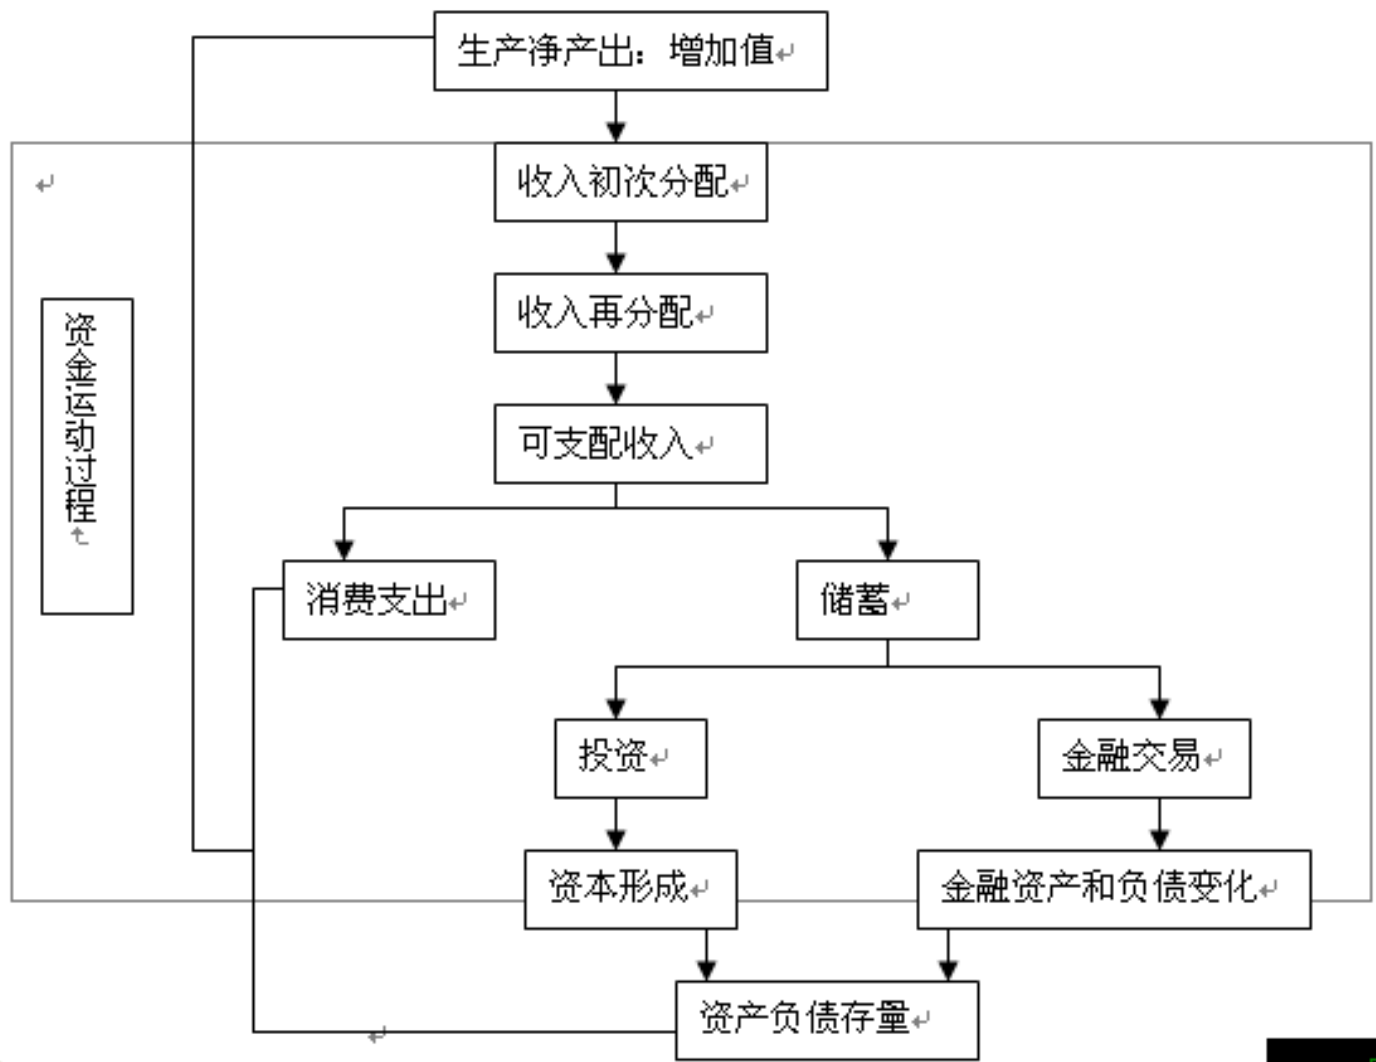 生产净产出：增加值
收入初次分配
收入再分配
资金运动过程
可支配收入
消费支出
储蓄
投资
金融交易
资本形成
金融资产和负债变化
资产负债存量